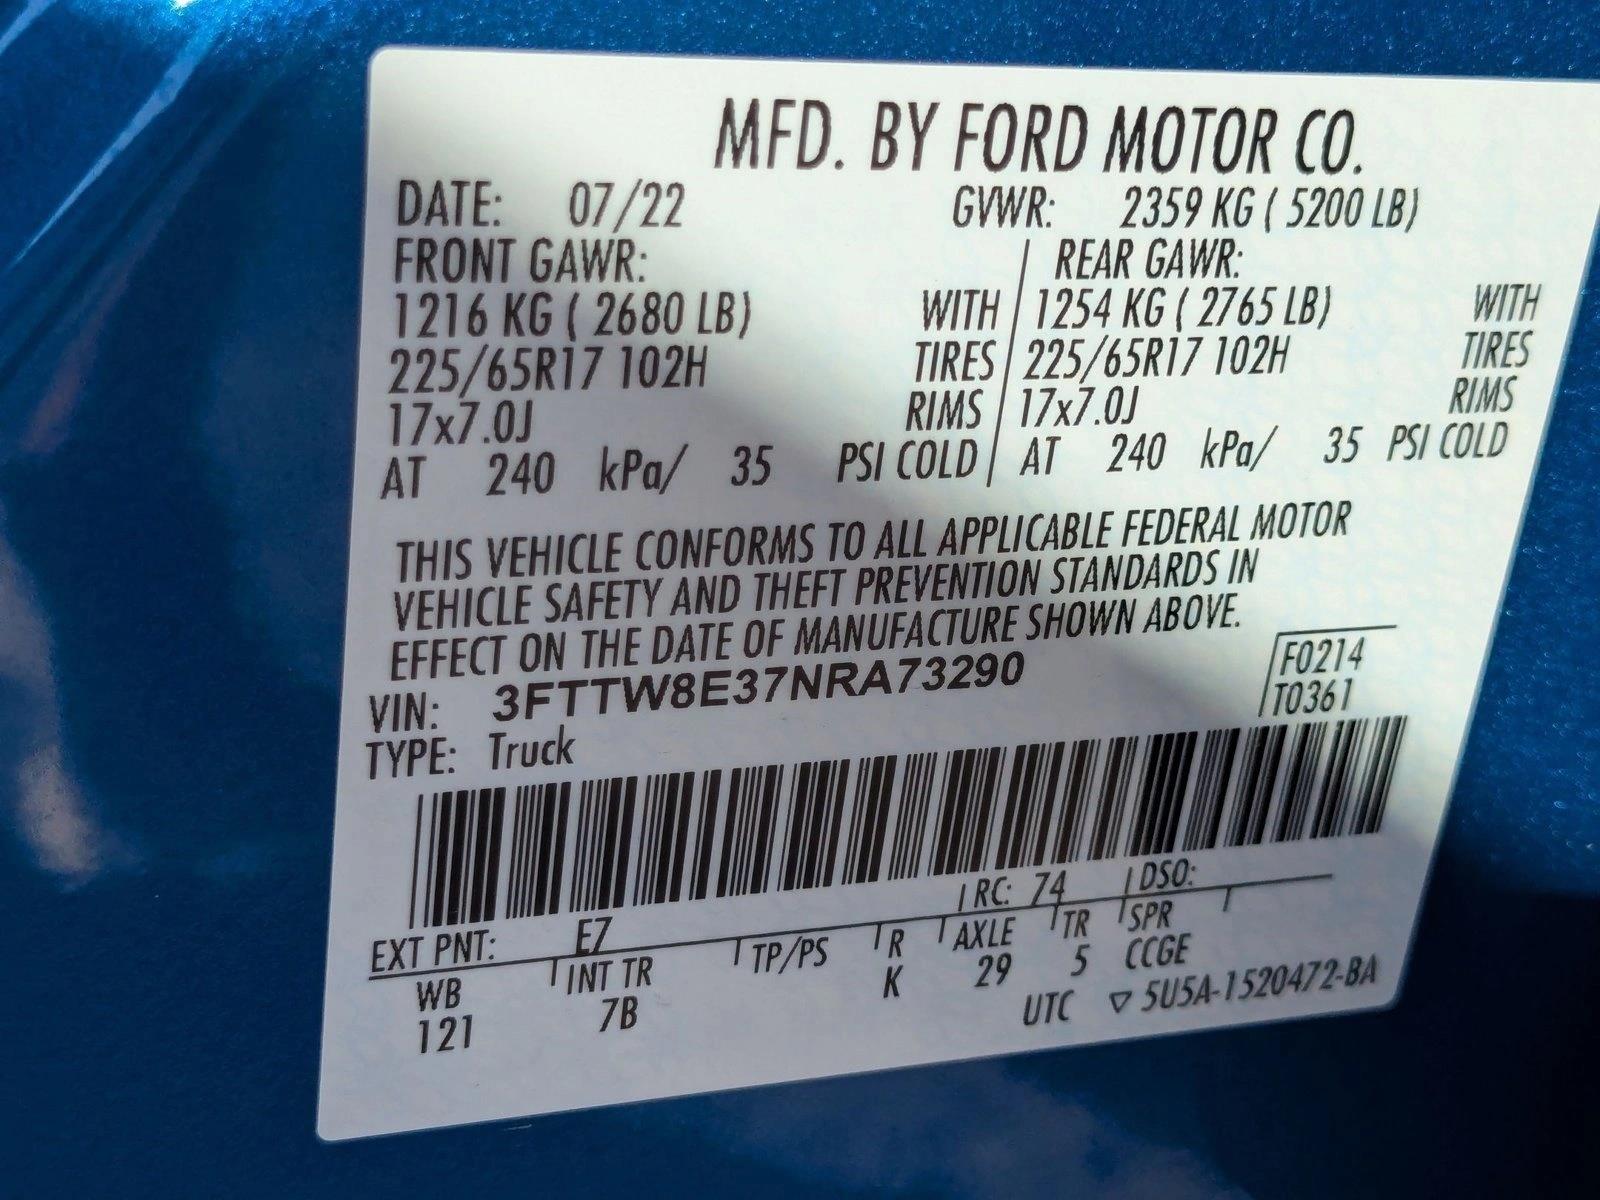 MFD. BY FORD MOTOR CO.
DATE: 07/22 GVWR: 2359 KG ( 5200 LB)
FRONT GAWR: REAR GAWR:
1216 KG ( 2680 LB) WITH 1254 KG ( 2765 LB) WITH
225/65R17 102H TIRES 225/65R17 102H TIRES
17x7.0J RIMS 17x7.0J RIMS
AT 240 kPa/ 35 PSI COLD AT 240 kPa/ 35 PSI COLD
THIS VEHICLE CONFORMS TO ALL APPLICABLE FEDERAL MOTOR
VEHICLE SAFETY AND THEFT PREVENTION STANDARDS IN
EFFECT ON THE DATE OF MANUFACTURE SHOWN ABOVE.
VIN: 3FTTW8E37NRA73290 F0214
TYPE: Truck T0361
EXT PNT: E7 RC: 74 DSO:
WB INT TR TP/PS R AXLE TR SPR
121 7B K 29 5 CCGE
UTC ▽ 5U5A-1520472-BA